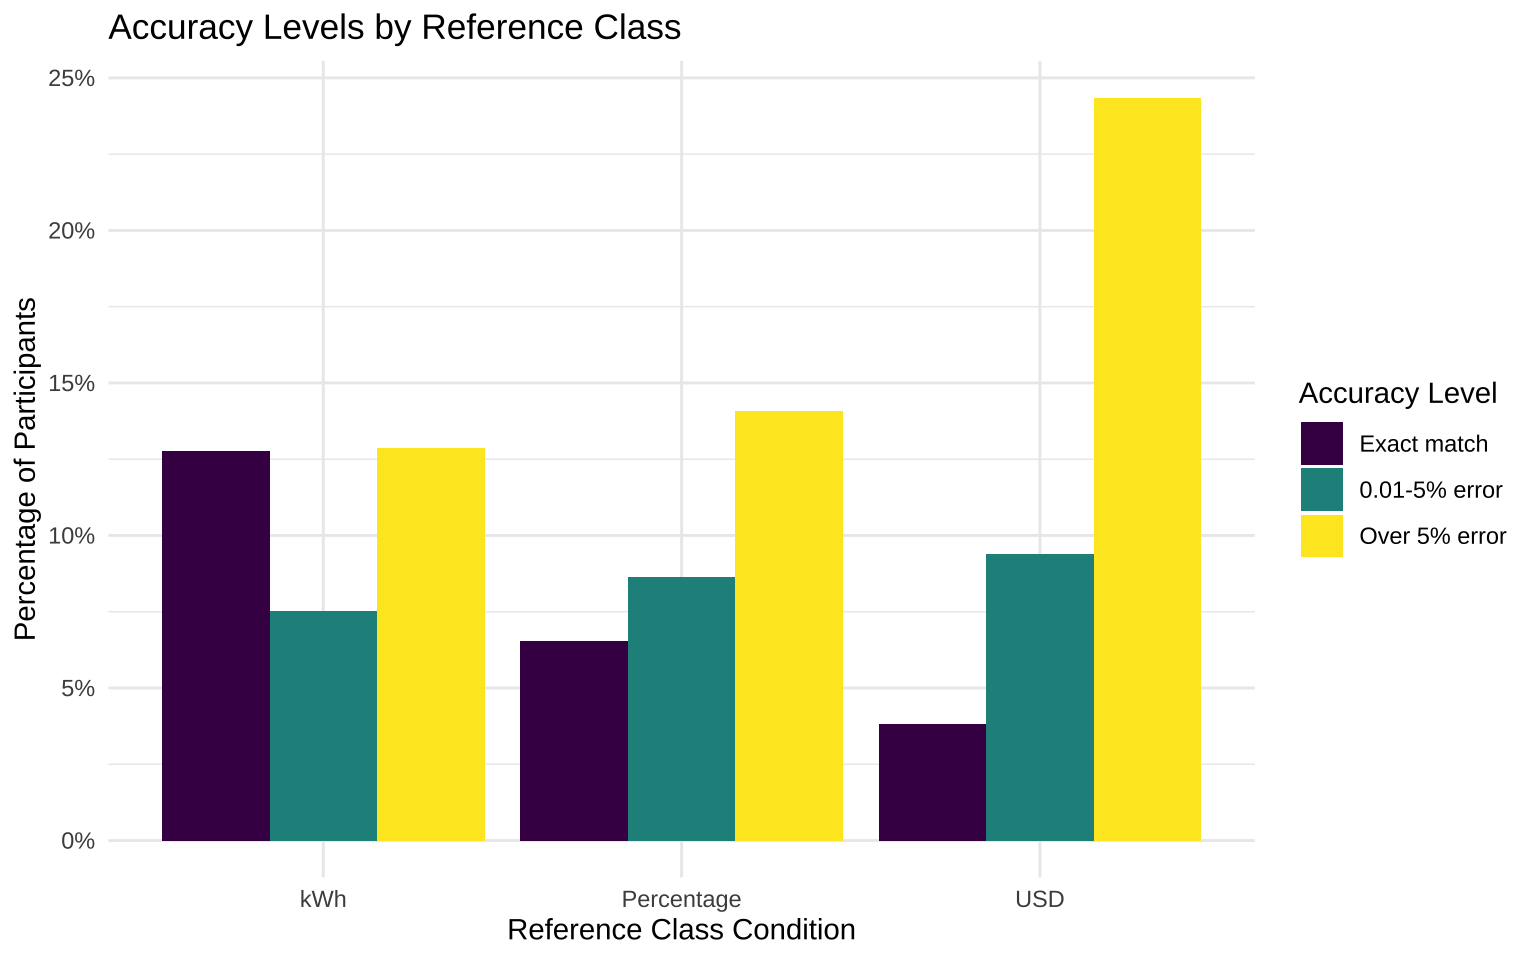 Accuracy Levels by Reference Class
25%
20%
15%
10%
5%
0%
Percentage of Participants
kWh
Percentage
USD
Reference Class Condition
Accuracy Level
Exact match
0.01-5% error
Over 5% error